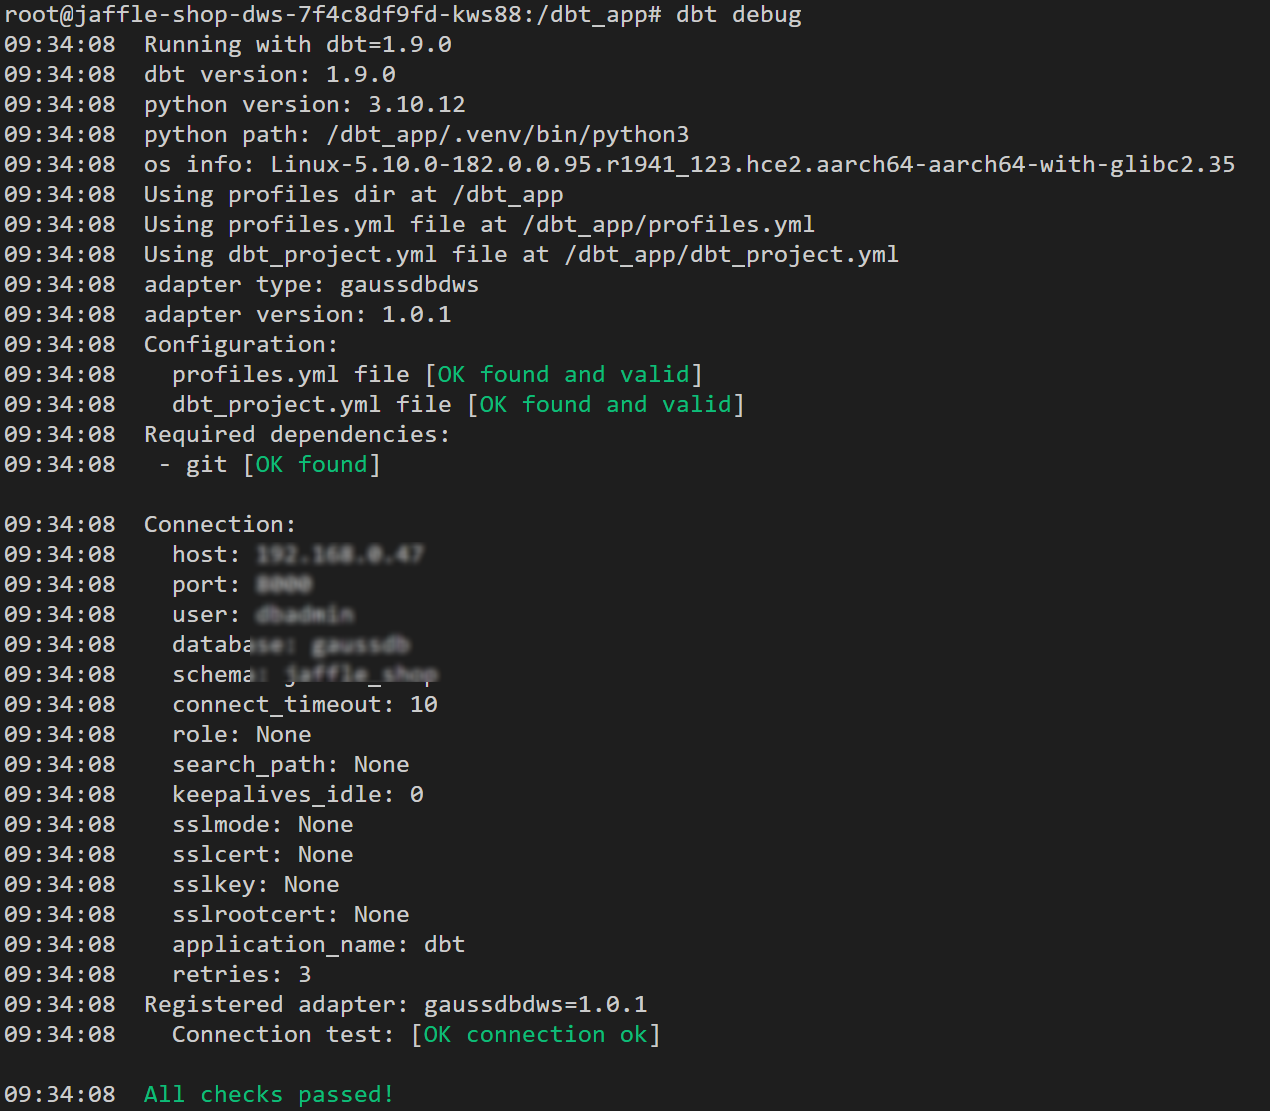 root@jaffle-shop-dws-7f4c8df9fd-kws88:/dbt_app# dbt debug
09:34:08  Running with dbt=1.9.0
09:34:08  dbt version: 1.9.0
09:34:08  python version: 3.10.12
09:34:08  python path: /dbt_app/.venv/bin/python3
09:34:08  os info: Linux-5.10.0-182.0.0.95.r1941_123.hce2.aarch64-aarch64-with-glibc2.35
09:34:08  Using profiles dir at /dbt_app
09:34:08  Using profiles.yml file at /dbt_app/profiles.yml
09:34:08  Using dbt_project.yml file at /dbt_app/dbt_project.yml
09:34:08  adapter type: gaussdbdws
09:34:08  adapter version: 1.0.1
09:34:08  Configuration:
09:34:08    profiles.yml file [OK found and valid]
09:34:08    dbt_project.yml file [OK found and valid]
09:34:08  Required dependencies:
09:34:08   - git [OK found]
09:34:08  Connection:
09:34:08    host:
09:34:08    port:
09:34:08    user:
09:34:08    database:
09:34:08    schema:
09:34:08    connect_timeout: 10
09:34:08    role: None
09:34:08    search_path: None
09:34:08    keepalives_idle: 0
09:34:08    sslmode: None
09:34:08    sslcert: None
09:34:08    sslkey: None
09:34:08    sslrootcert: None
09:34:08    application_name: dbt
09:34:08    retries: 3
09:34:08  Registered adapter: gaussdbdws=1.0.1
09:34:08    Connection test: [OK connection ok]
09:34:08  All checks passed!